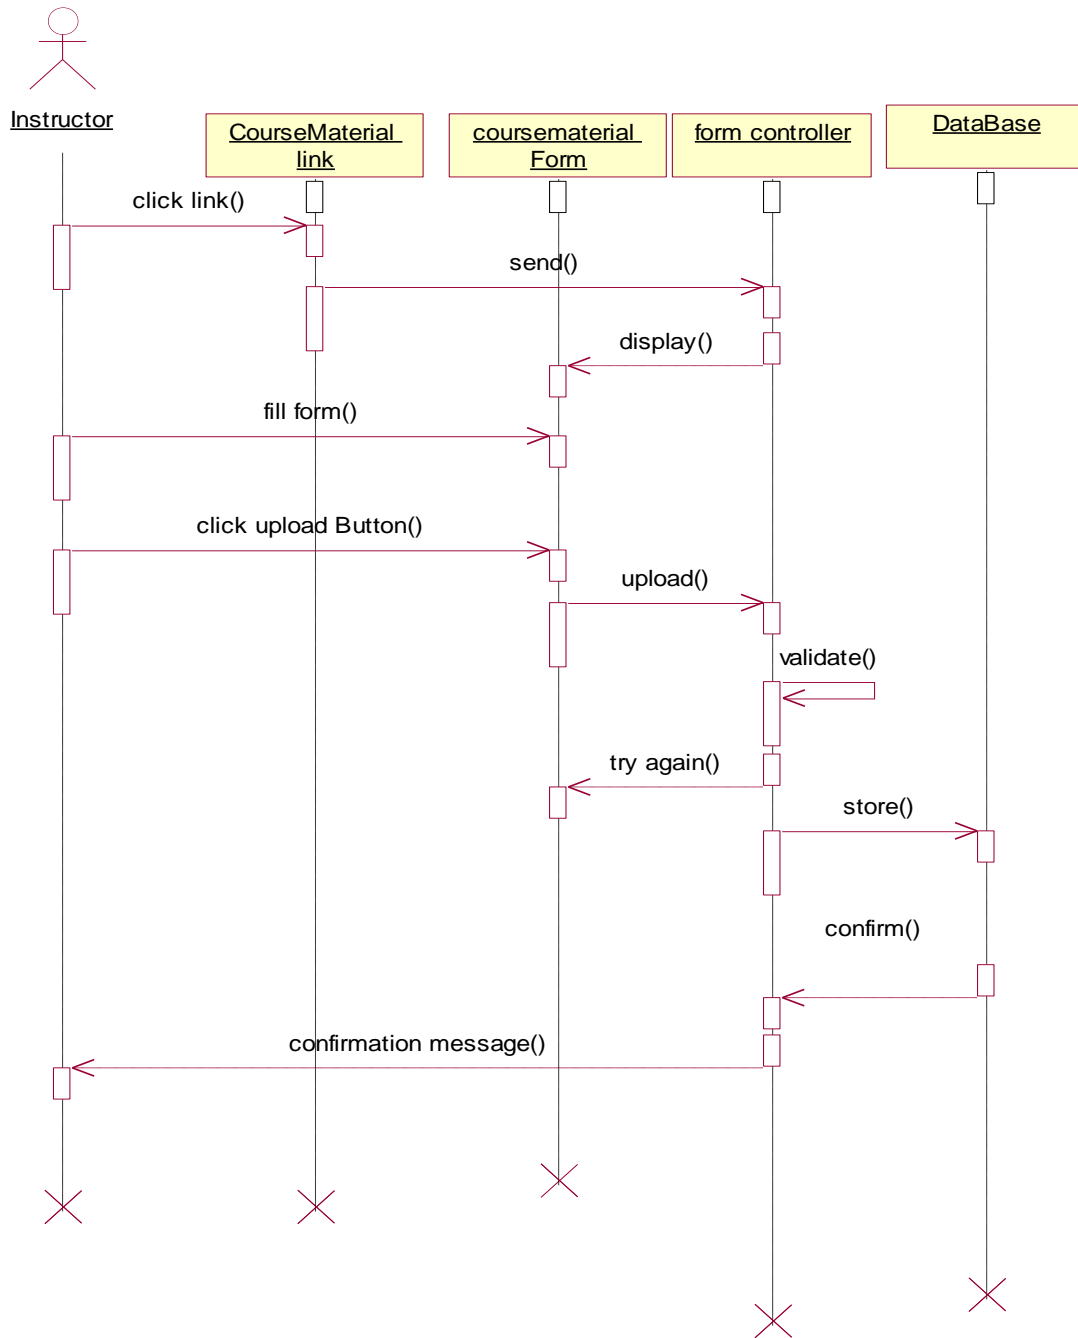 Instructor
CourseMaterial
link
coursematerial
Form
form controller
DataBase
click link()
send()
display()
fill form()
click upload Button()
upload()
validate()
try again()
store()
confirm()
confirmation message()